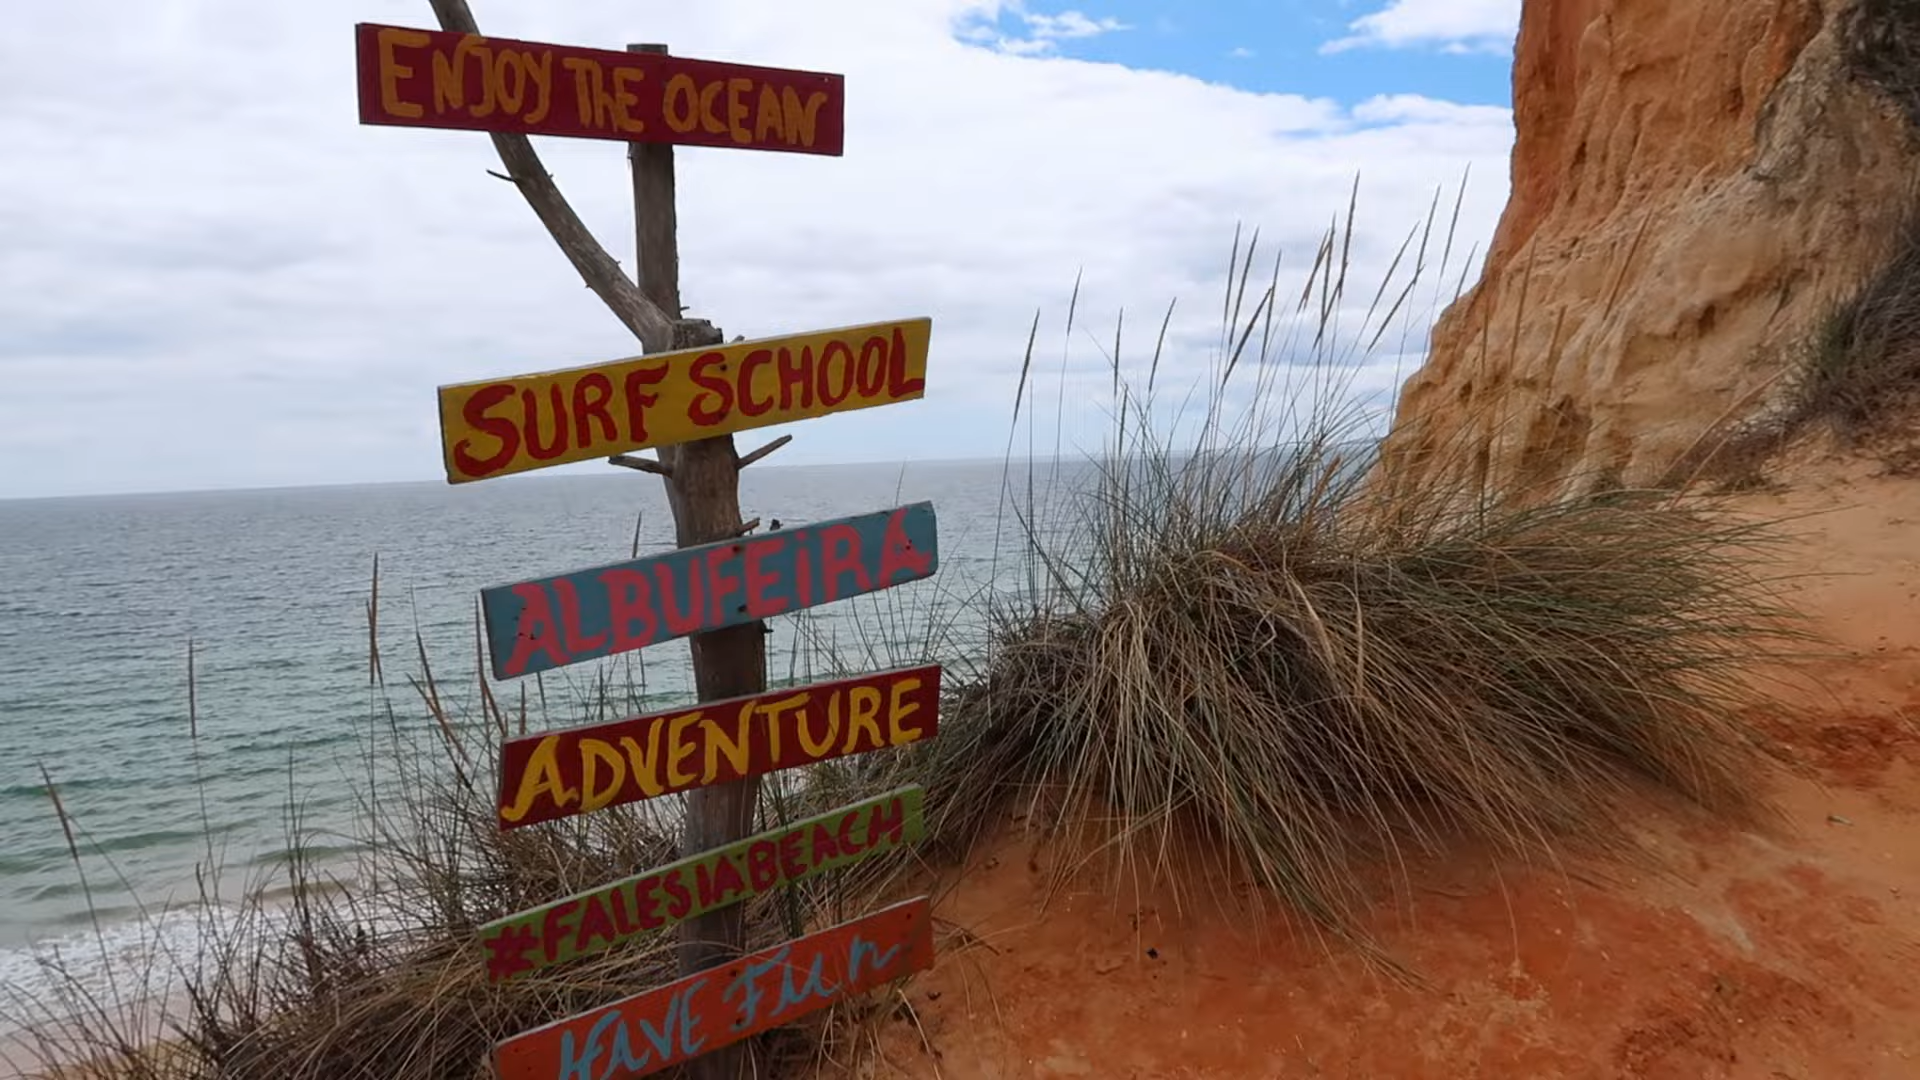 ENJOY THE OCEAN
SURF SCHOOL
ALBUFEiRA
ADVENTURE
#FALESIABEACH
HAVE Fun